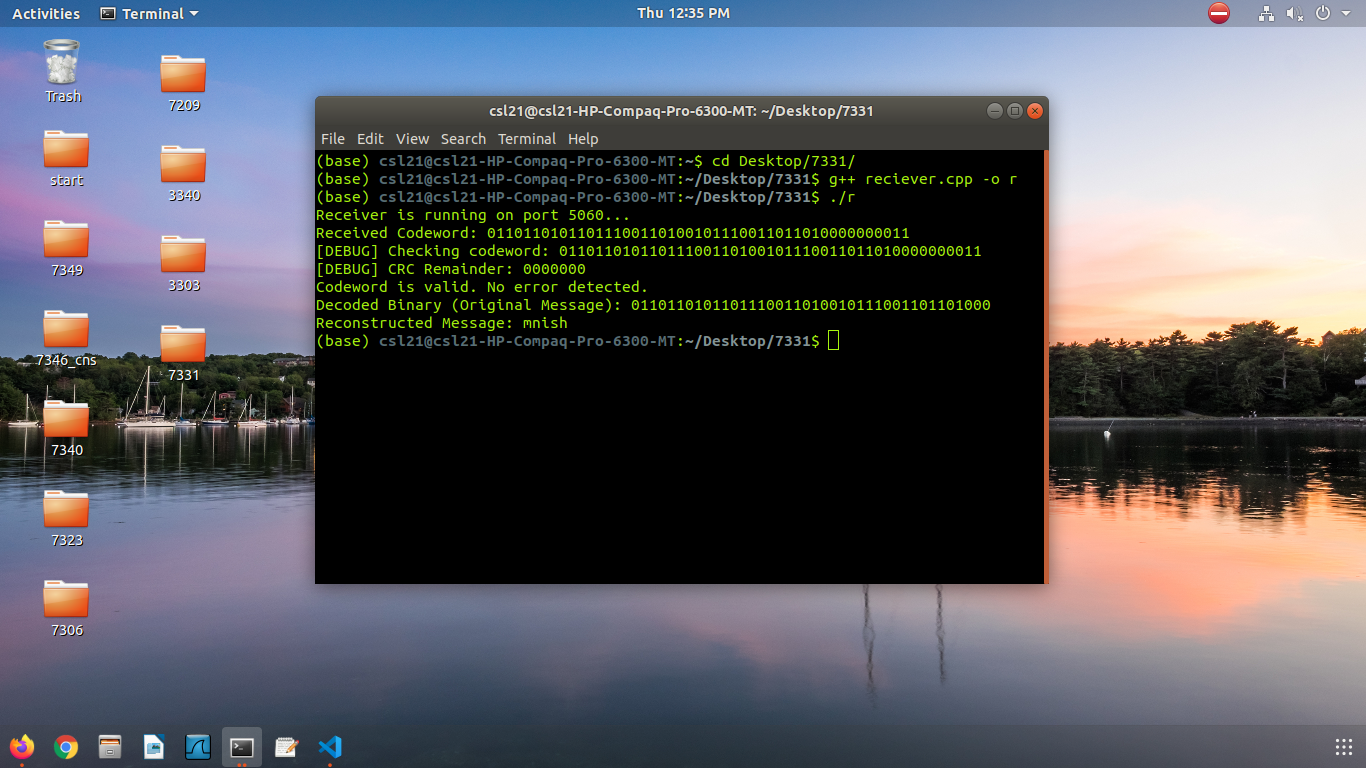 Activities
Terminal
Thu 12:35 PM
Trash
7209
start
3340
7349
3303
7346_cns
7331
7340
7323
7306
csl21@csl21-HP-Compaq-Pro-6300-MT: ~/Desktop/7331
File Edit View Search Terminal Help
(base) csl21@csl21-HP-Compaq-Pro-6300-MT:~$ cd Desktop/7331/
(base) csl21@csl21-HP-Compaq-Pro-6300-MT:~/Desktop/7331$ g++ reciever.cpp -o r
(base) csl21@csl21-HP-Compaq-Pro-6300-MT:~/Desktop/7331$ ./r
Receiver is running on port 5060...
Received Codeword: 01101101011011100110100101110011011010000000011
[DEBUG] Checking codeword: 01101101011011100110100101110011011010000000011
[DEBUG] CRC Remainder: 0000000
Codeword is valid. No error detected.
Decoded Binary (Original Message): 0110110101101110011010010111001101101000
Reconstructed Message: mnish
(base) csl21@csl21-HP-Compaq-Pro-6300-MT:~/Desktop/7331$